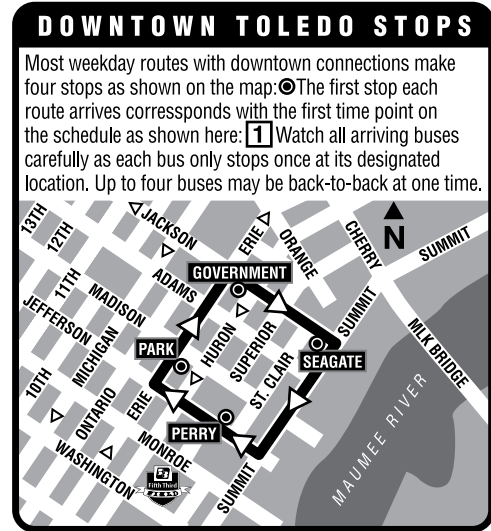 DOWNTOWN TOLEDO STOPS
Most weekday routes with downtown connections make
four stops as shown on the map: The first stop each
route arrives corressponds with the first time point on
the schedule as shown here: 1 Watch all arriving buses
carefully as each bus only stops once at its designated
location. Up to four buses may be back-to-back at one time.
13TH
12TH
JACKSON
ERIE
ORANGE
CHERRY
N
SUMMIT
11TH
ADAMS
GOVERNMENT
JEFFERSON
MADISON
SUMMIT
MICHIGAN
PARK
HURON
SUPERIOR
SEAGATE
MLK BRIDGE
10TH
ONTARIO
ERIE
ST. CLAIR
PERRY
MAUMEE RIVER
WASHINGTON
MONROE
SUMMIT
Fifth Third
FIELD